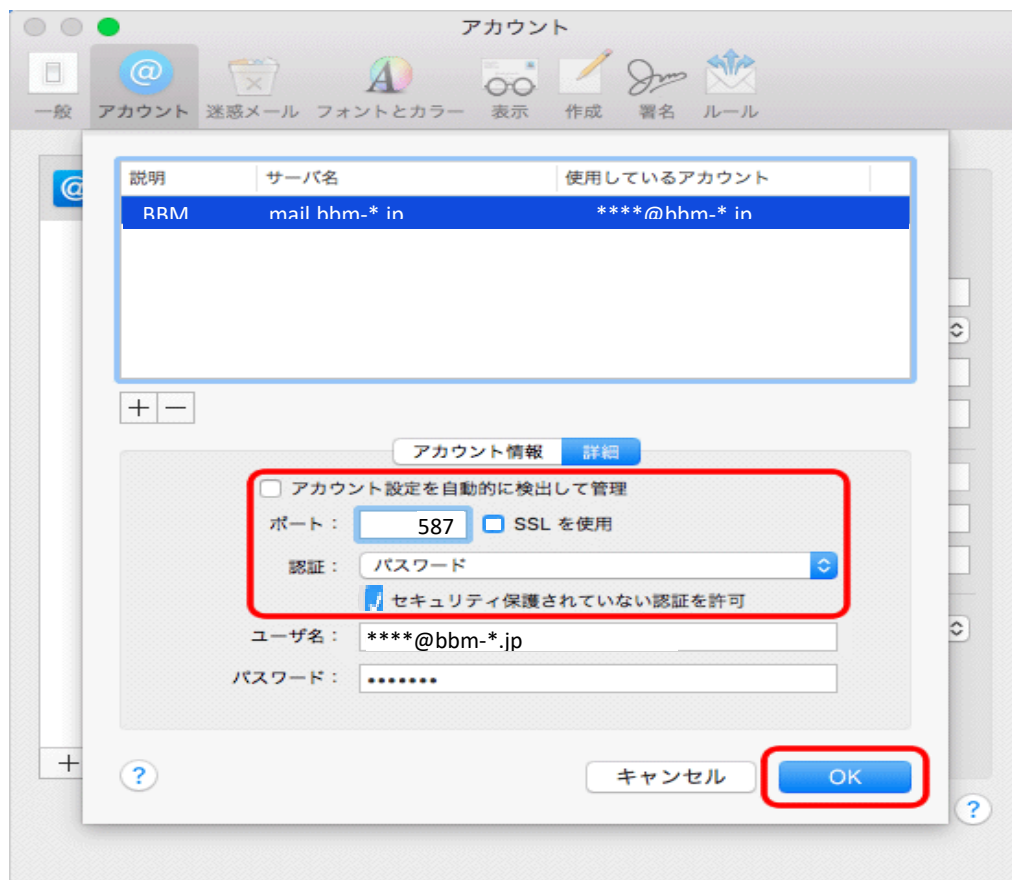 アカウント
一般 アカウント 迷惑メール フォントとカラー 表示 作成 署名 ルール
説明 サーバ名 使用しているアカウント
BBM mail bbm-* jp ****@bbm-* jp
アカウント情報 詳細
アカウント設定を自動的に検出して管理
ポート: 587 SSL を使用
認証: パスワード
セキュリティ保護されていない認証を許可
ユーザ名: ****@bbm-*.jp
パスワード: •••••••
キャンセル OK